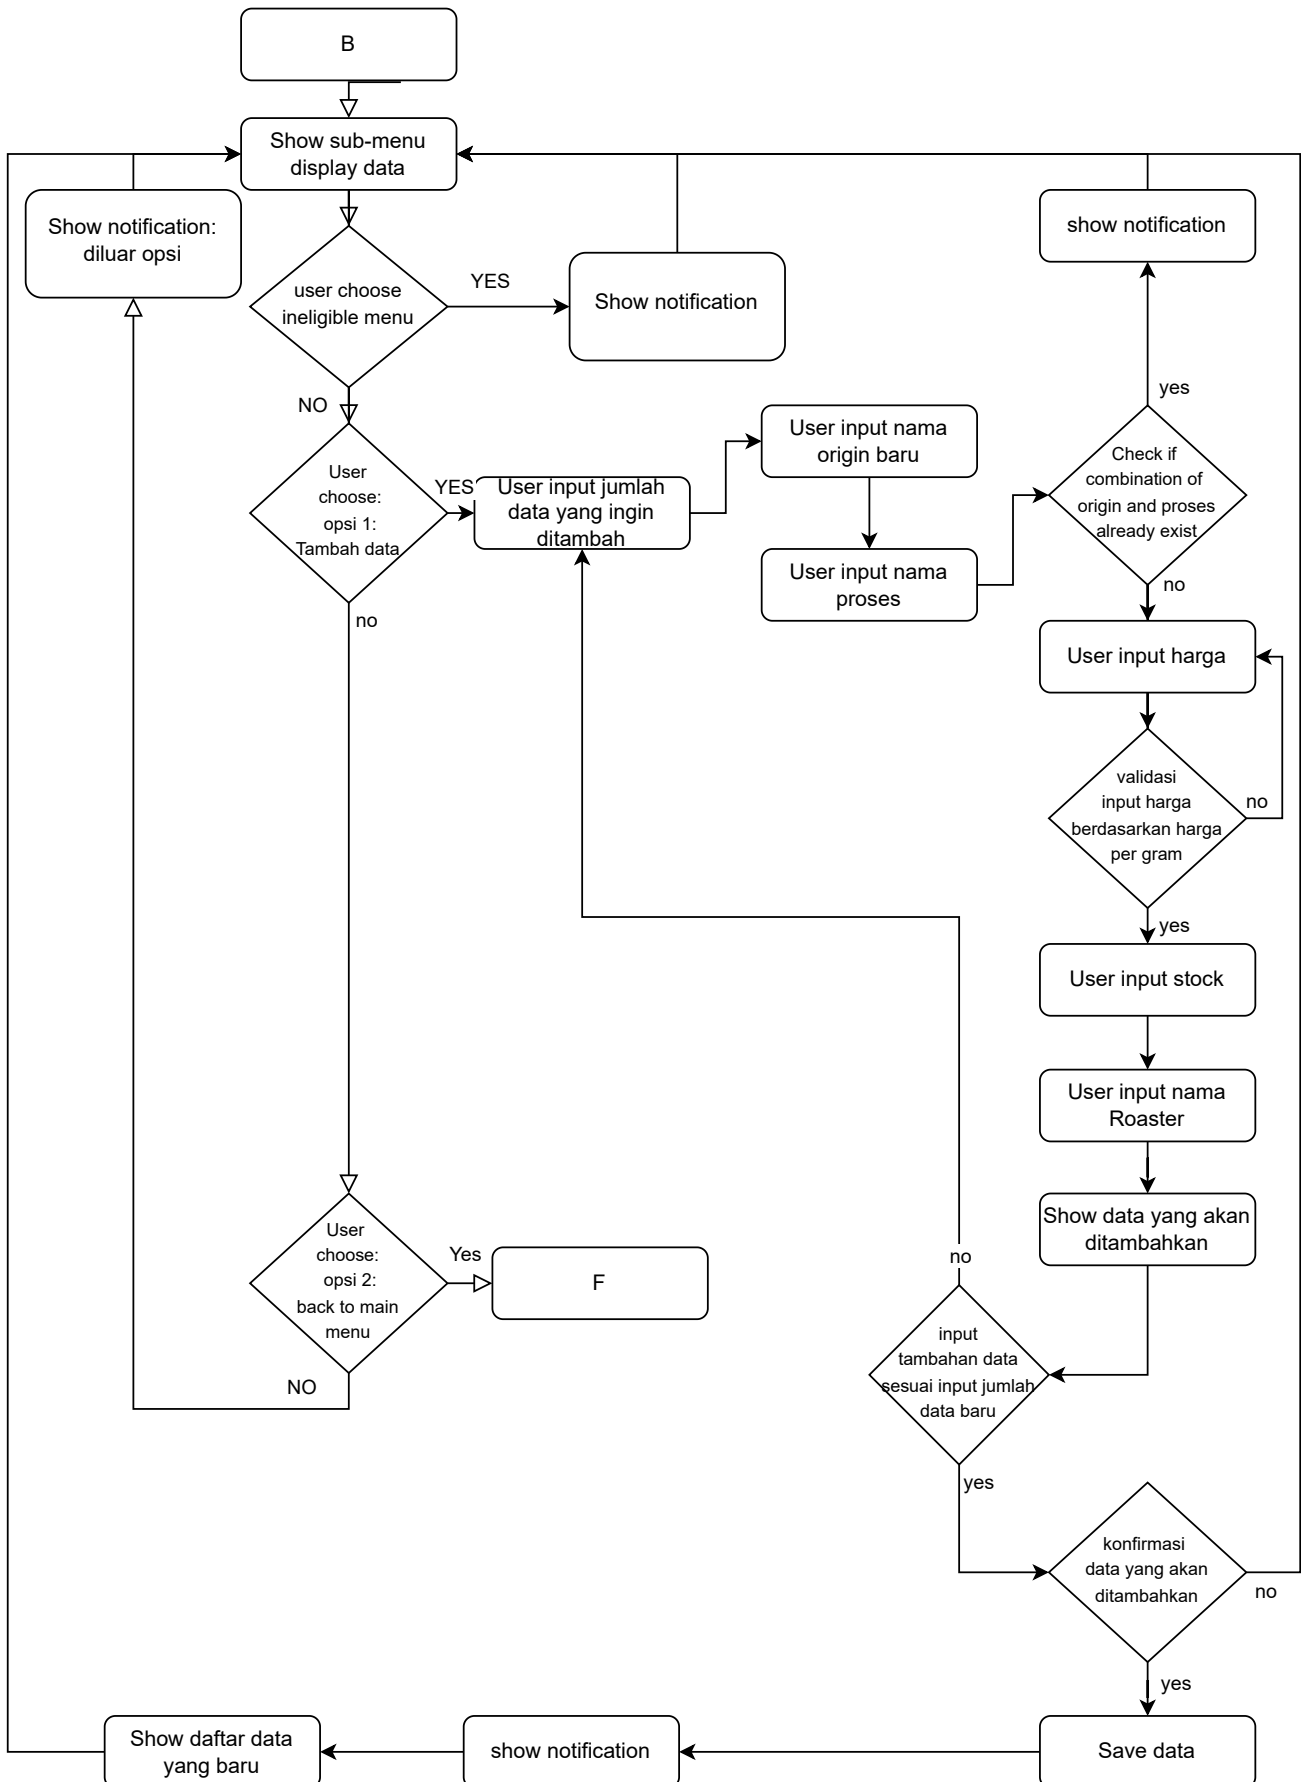 B
Show sub-menu
display data
Show notification:
diluar opsi
show notification
user choose
ineligible menu
YES
Show notification
NO
yes
User input nama
origin baru
Check if
combination of
origin and proses
already exist
User
choose:
opsi 1:
Tambah data
YES
User input jumlah
data yang ingin
ditambah
User input nama
proses
no
no
User input harga
validasi
input harga
berdasarkan harga
per gram
no
yes
User input stock
User input nama
Roaster
Show data yang akan
ditambahkan
User
choose:
opsi 2:
back to main
menu
Yes
F
NO
no
input
tambahan data
sesuai input jumlah
data baru
yes
konfirmasi
data yang akan
ditambahkan
no
yes
Show daftar data
yang baru
show notification
Save data